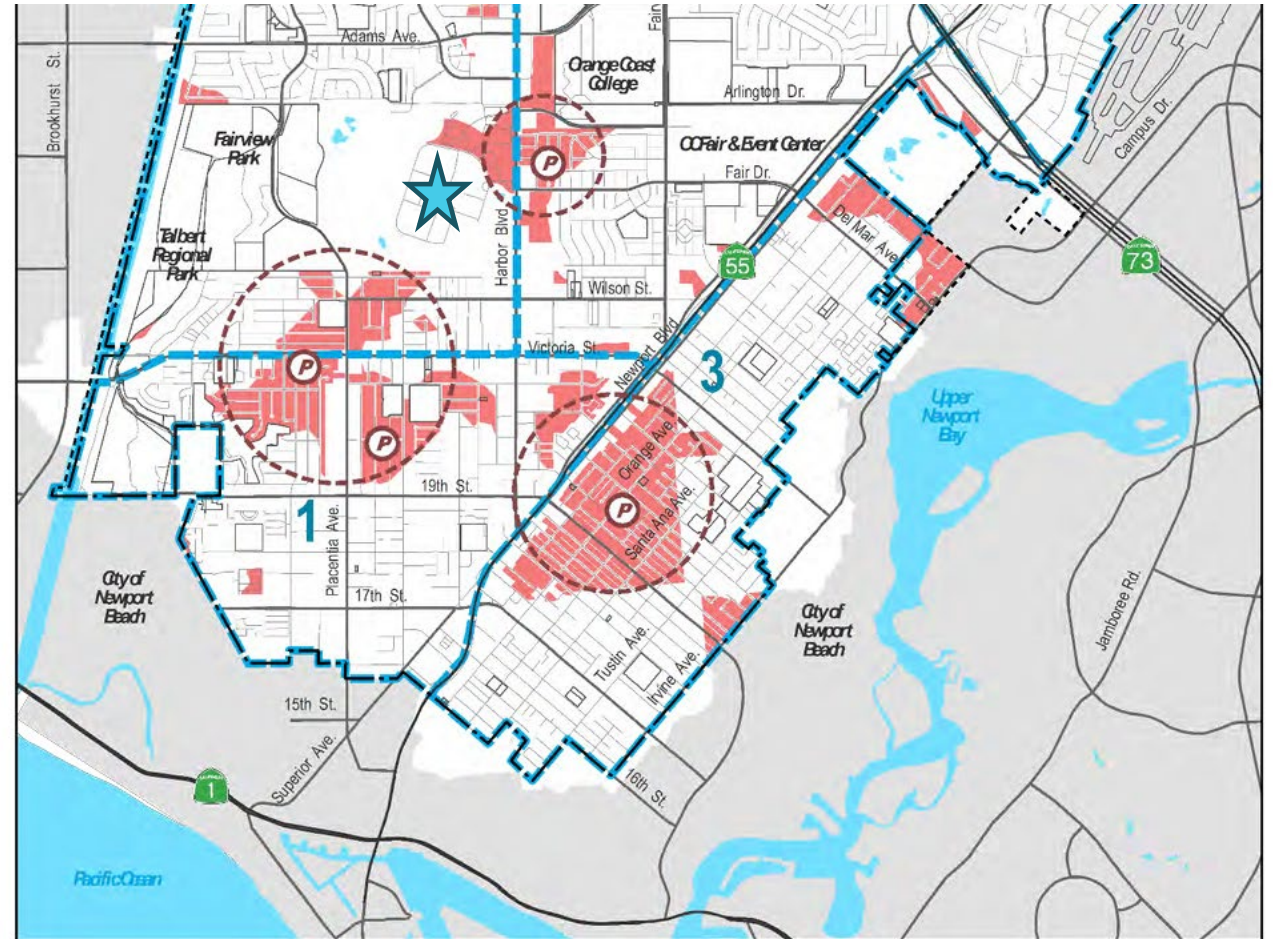 Adams Ave.
Fair
Orange Coast
College
Brookhurst St.
Arlington Dr.
Campus Dr.
Fairview
Park
OC Fair & Event Center
P
Fair Dr.
Del Mar Ave.
Talbert
Regional
Park
Harbor Blvd.
55
73
Wilson St.
Newport Blvd.
Victoria St.
3
P
Upper
Newport
Bay
Orange Ave.
P
19th St.
P
Santa Ana Ave.
1
Placentia Ave.
City of
Newport
Beach
17th St.
City of
Newport
Beach
Jamboree Rd.
Tustin Ave.
Irvine Ave.
15th St.
Superior Ave.
16th St.
1
Pacific Ocean